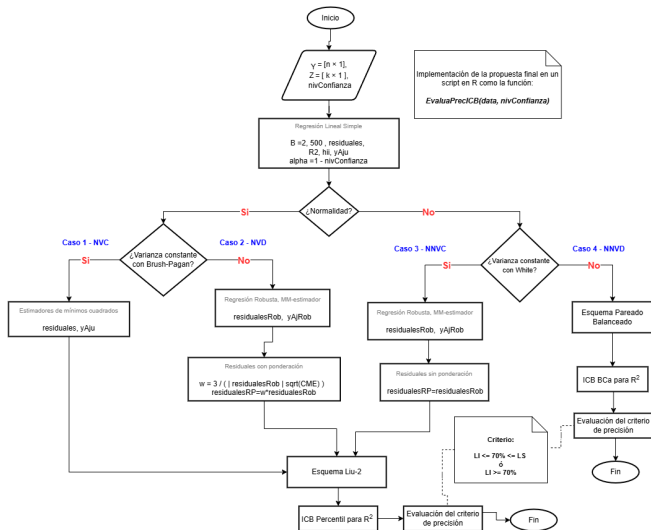 Inicio
Y = [n × 1],
Z = [ k × 1 ],
nivConfianza
Implementación de la propuesta final en un
script en R como la función:
EvaluaPrecICB(data, nivConfianza)
Regresión Lineal Simple
B =2, 500 , residuales,
R2, hii, yAju
alpha =1 - nivConfianza
¿Normalidad?
Si
No
Caso 1 - NVC
Caso 2 - NVD
Caso 3 - NNVC
Caso 4 - NNVD
¿Varianza constante
con Brush-Pagan?
¿Varianza constante
con White?
Si
No
Si
No
Estimadores de mínimos cuadrados
residuales, yAju
Regresión Robusta, MM-estimador
residualesRob, yAjRob
Regresión Robusta, MM-estimador
residualesRob, yAjRob
Esquema Pareado
Balanceado
Residuales con ponderación
w = 3 / ( | residualesRob | sqrt(CME) )
residualesRP=w*residualesRob
Residuales sin ponderación
residualesRP=residualesRob
ICB BCa para R²
Criterio:
LI <= 70% <= LS
ó
LI >= 70%
Evaluación del criterio
de precisión
Esquema Liu-2
Fin
ICB Percentil para R²
Evaluación del criterio
de precisión
Fin